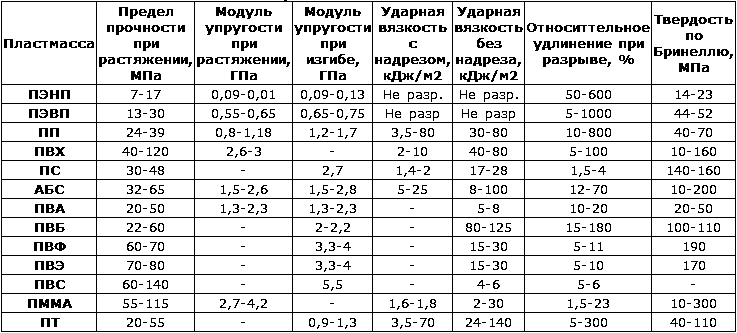 Пластмасса | Предел прочности при растяжении, МПа | Модуль упругости при растяжении, ГПа | Модуль упругости при изгибе, ГПа | Ударная вязкость с надрезом, кДж/м2 | Ударная вязкость без надреза, кДж/м2 | Относиттельное удлинение при разрыве, % | Твердость по Бринеллю, МПа
ПЭНП | 7-17 | 0,09-0,01 | 0,09-0,13 | Не разр. | Не разр. | 50-600 | 14-23
ПЭВП | 13-30 | 0,55-0,65 | 0,65-0,75 | Не разр | Не разр | 5-1000 | 44-52
ПП | 24-39 | 0,8-1,18 | 1,2-1,7 | 3,5-80 | 30-80 | 10-800 | 40-70
ПВХ | 40-120 | 2,6-3 | - | 2-10 | 40-80 | 5-100 | 10-160
ПС | 30-48 | - | 2,7 | 1,4-2 | 17-28 | 1,5-4 | 140-160
АБС | 32-65 | 1,5-2,6 | 1,5-2,8 | 5-25 | 8-100 | 12-70 | 10-200
ПВА | 20-50 | 1,3-2,3 | 1,3-2,3 | - | 5-8 | 10-20 | 20-50
ПВБ | 22-60 | - | 2-2,2 | - | 80-125 | 15-180 | 100-110
ПВФ | 60-70 | - | 3,3-4 | - | 15-30 | 5-11 | 190
ПВЭ | 70-80 | - | 3,3-4 | - | 15-30 | 5-10 | 170
ПВС | 60-140 | - | 5,5 | - | 4-6 | 5-6 | -
ПММА | 55-115 | 2,7-4,2 | - | 1,6-1,8 | 2-30 | 1,5-23 | 10-300
ПТ | 20-55 | - | 0,9-1,3 | 3,5-70 | 24-140 | 5-300 | 40-110